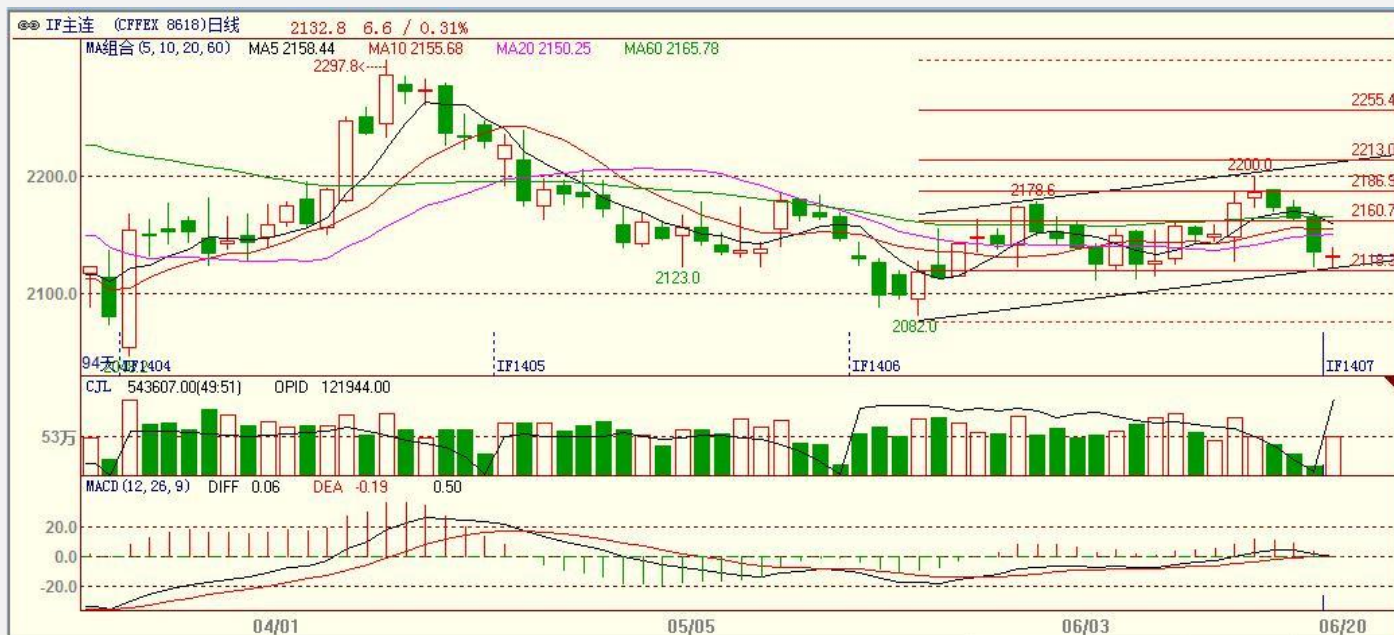 IF主连 (CFFEX 8618)日线 2132.8 6.6 / 0.31%
MA组合(5,10,20,60) MA5 2158.44 MA10 2155.68 MA20 2150.25 MA60 2165.78
2297.8
2255.4
2213.0
2200.0
2200.0
2186.9
2178.6
2160.7
2123.0
2118.3
2100.0
2082.0
94天
IF1404
IF1405
IF1406
IF1407
CJL 543607.00(49:51) OPID 121944.00
53万
MACD(12,26,9) DIFF 0.06 DEA -0.19 0.50
20.0
0.0
-20.0
04/01
05/05
06/03
06/20